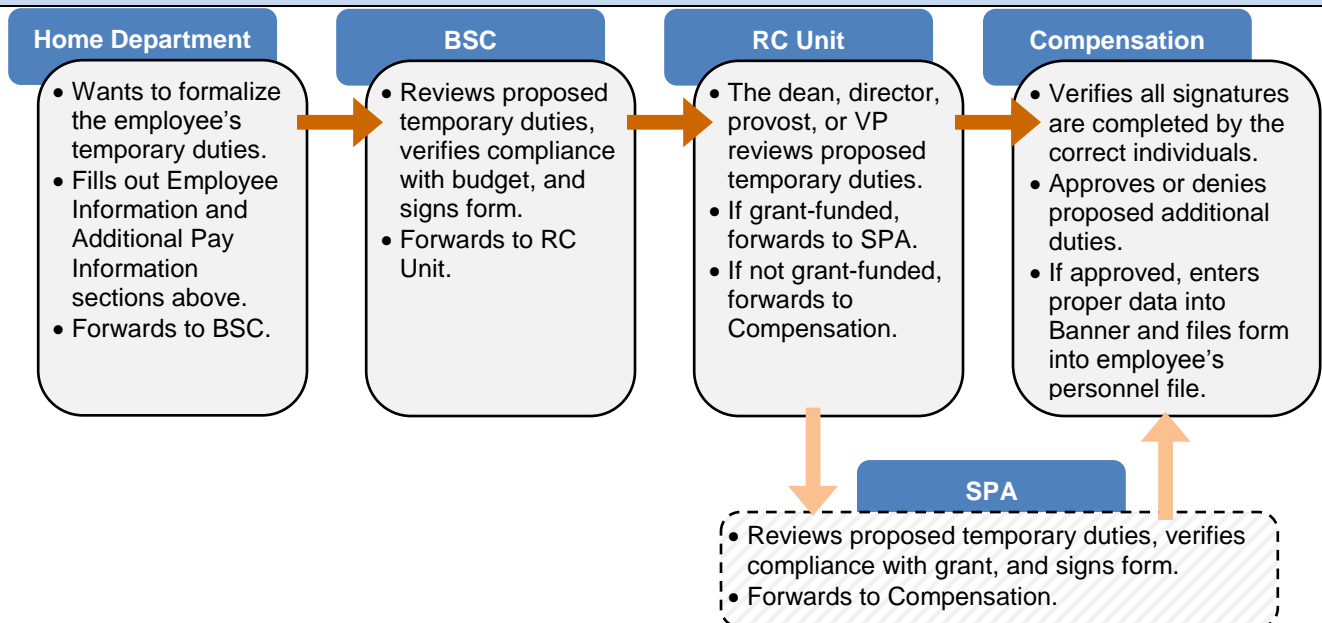 Home Department
• Wants to formalize
the employee’s
temporary duties.
• Fills out Employee
Information and
Additional Pay
Information
sections above.
• Forwards to BSC.
BSC
• Reviews proposed
temporary duties,
verifies compliance
with budget, and
signs form.
• Forwards to RC
Unit.
RC Unit
• The dean, director,
provost, or VP
reviews proposed
temporary duties.
• If grant-funded,
forwards to SPA.
• If not grant-funded,
forwards to
Compensation.
Compensation
• Verifies all signatures
are completed by the
correct individuals.
• Approves or denies
proposed additional
duties.
• If approved, enters
proper data into
Banner and files form
into employee’s
personnel file.
SPA
• Reviews proposed temporary duties, verifies
compliance with grant, and signs form.
• Forwards to Compensation.